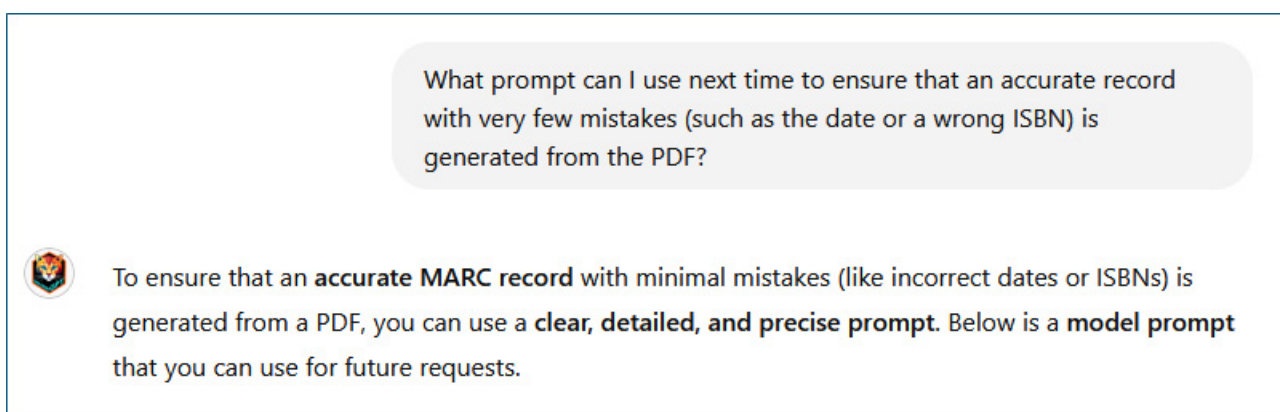 What prompt can I use next time to ensure that an accurate record
with very few mistakes (such as the date or a wrong ISBN) is
generated from the PDF?
To ensure that an accurate MARC record with minimal mistakes (like incorrect dates or ISBNs) is
generated from a PDF, you can use a clear, detailed, and precise prompt. Below is a model prompt
that you can use for future requests.